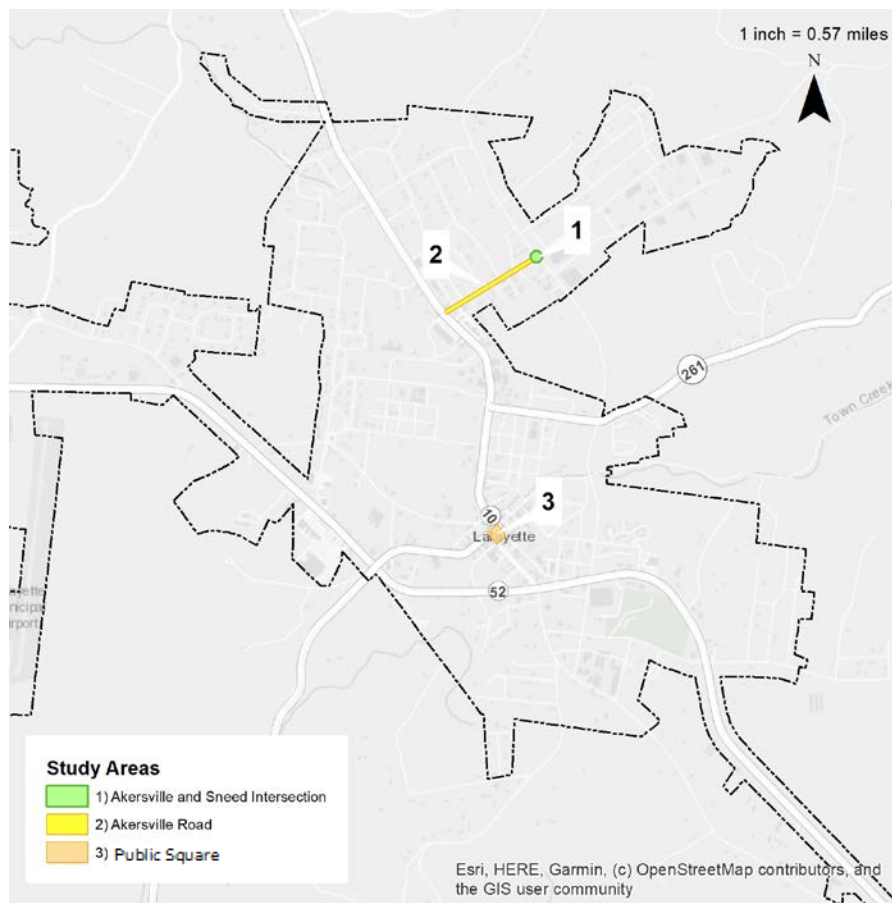 1 inch = 0.57 miles
N
1
2
261
Town Creek
3
10
Lafayette
52
Study Areas
1) Akersville and Sneed Intersection
2) Akersville Road
3) Public Square
Esri, HERE, Garmin, (c) OpenStreetMap contributors, and
the GIS user community